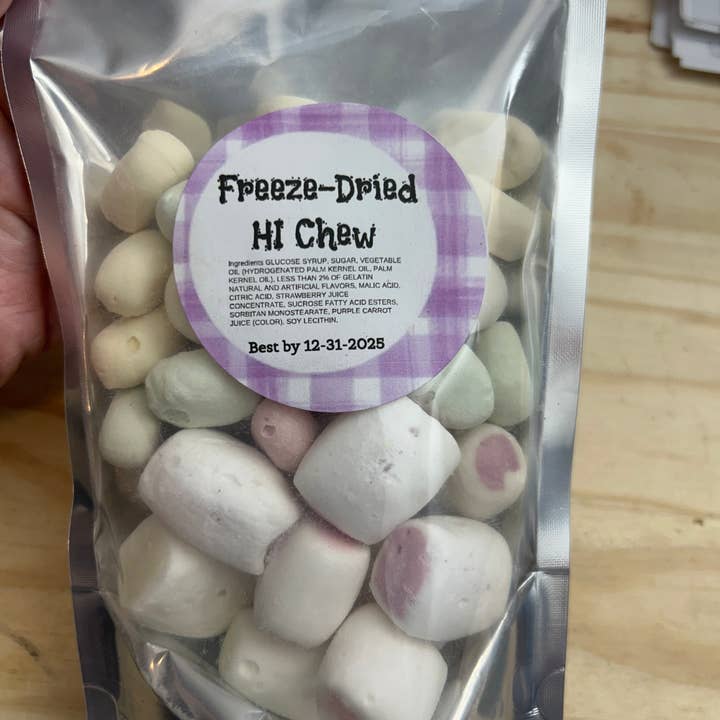 Freeze-Dried
HI Chew
Ingredients GLUCOSE SYRUP, SUGAR, VEGETABLE
OIL (HYDROGENATED PALM KERNEL OIL, PALM
KERNEL OIL), LESS THAN 2% OF GELATIN
NATURAL AND ARTIFICIAL FLAVORS, MALIC ACID,
CITRIC ACID, STRAWBERRY JUICE
CONCENTRATE, SUCROSE FATTY ACID ESTERS,
SORBITAN MONOSTEARATE, PURPLE CARROT
JUICE (COLOR), SOY LECITHIN,
Best by 12-31-2025